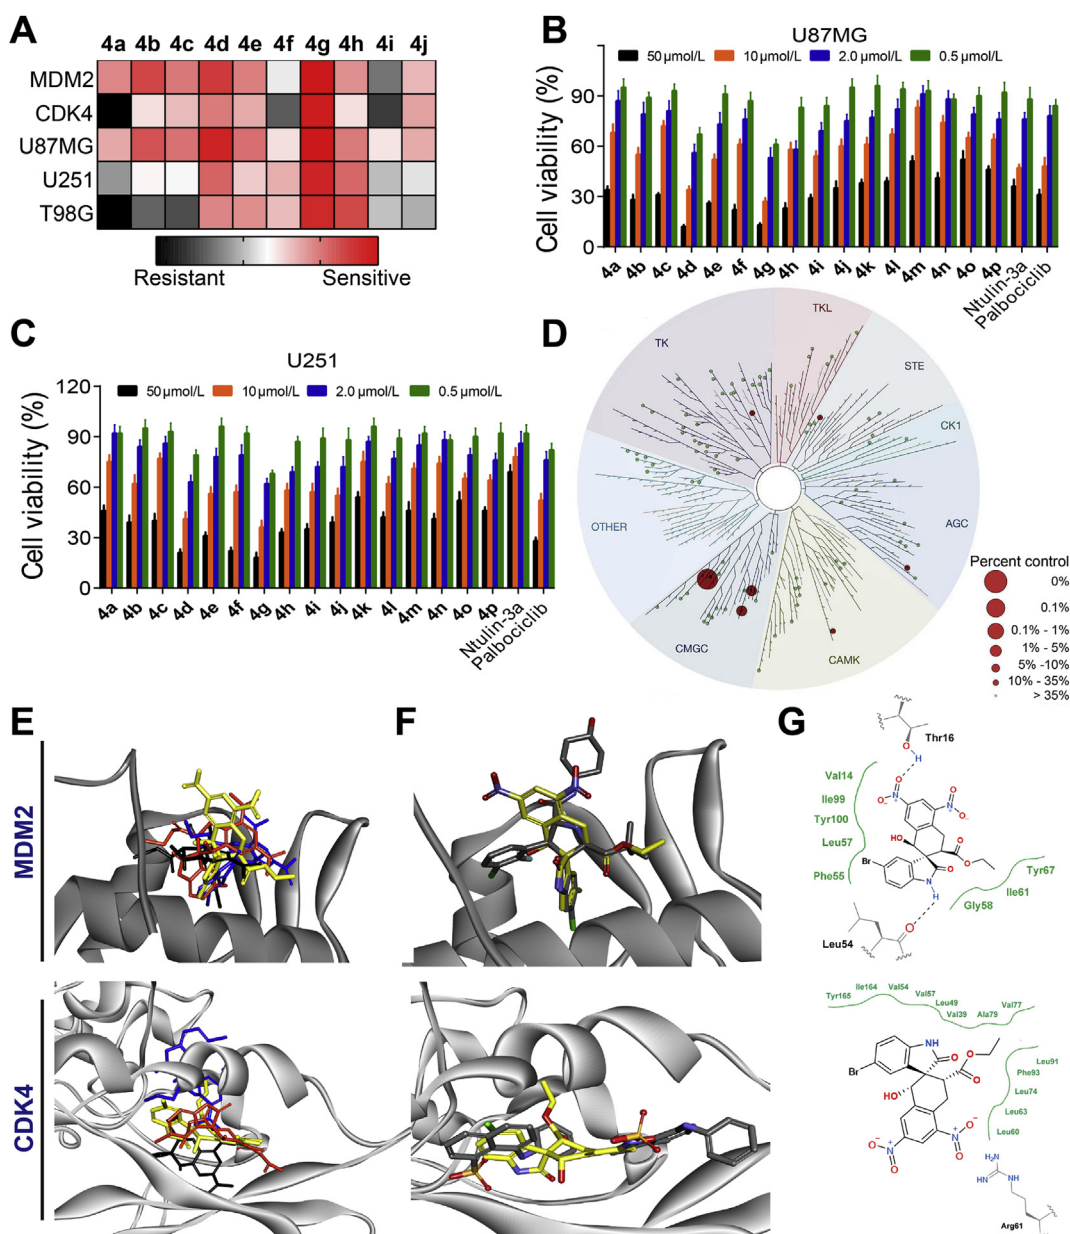 A
4a 4b 4c 4d 4e 4f 4g 4h 4i 4j
MDM2
CDK4
U87MG
U251
T98G
Resistant Sensitive
B
U87MG
50 μmol/L 10 μmol/L 2.0 μmol/L 0.5 μmol/L
Cell viability (%)
90
60
30
0
4a 4b 4c 4d 4e 4f 4g 4h 4i 4j 4k 4l 4m 4n 4o 4p Ntulin-3a Palbociclib
C
U251
50 μmol/L 10 μmol/L 2.0 μmol/L 0.5 μmol/L
Cell viability (%)
120
90
60
30
0
4a 4b 4c 4d 4e 4f 4g 4h 4i 4j 4k 4l 4m 4n 4o 4p Ntulin-3a Palbociclib
D
TK
TKL
STE
CK1
AGC
CAMK
CMGC
OTHER
Percent control
0%
0.1%
0.1% - 1%
1% - 5%
5% -10%
10% - 35%
> 35%
E
MDM2
CDK4
F
G
Thr16
O
H
Val14
Ile99
Tyr100
Leu57
Phe55
O
O⁻ N⁺
N⁺ O
O⁻
HO
O
O
O
Br
N
H
Tyr67
Ile61
Gly58
O
Leu54
Tyr165
Ile164
Val54
Val57
Leu49
Val39
Ala79
Val77
NH
O
O
O
Br
HO
Leu91
Phe93
Leu74
Leu63
Leu60
O⁻
N⁺
O
N⁺
O⁻
O
H₂N
NH
NH
Arg61